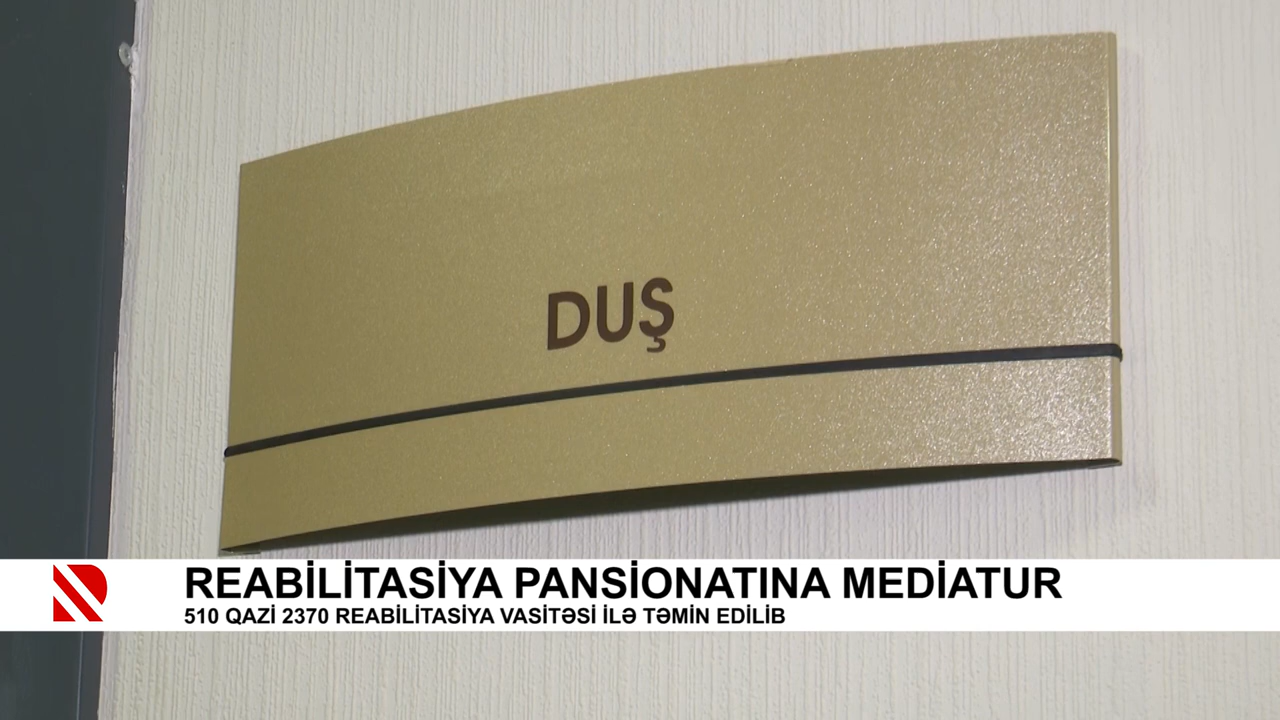 DUŞ
REABİLİTASİYA PANSİONATINA MEDİATUR
510 QAZİ 2370 REABİLİTASİYA VASİTƏSİ İLƏ TƏMİN EDİLİB